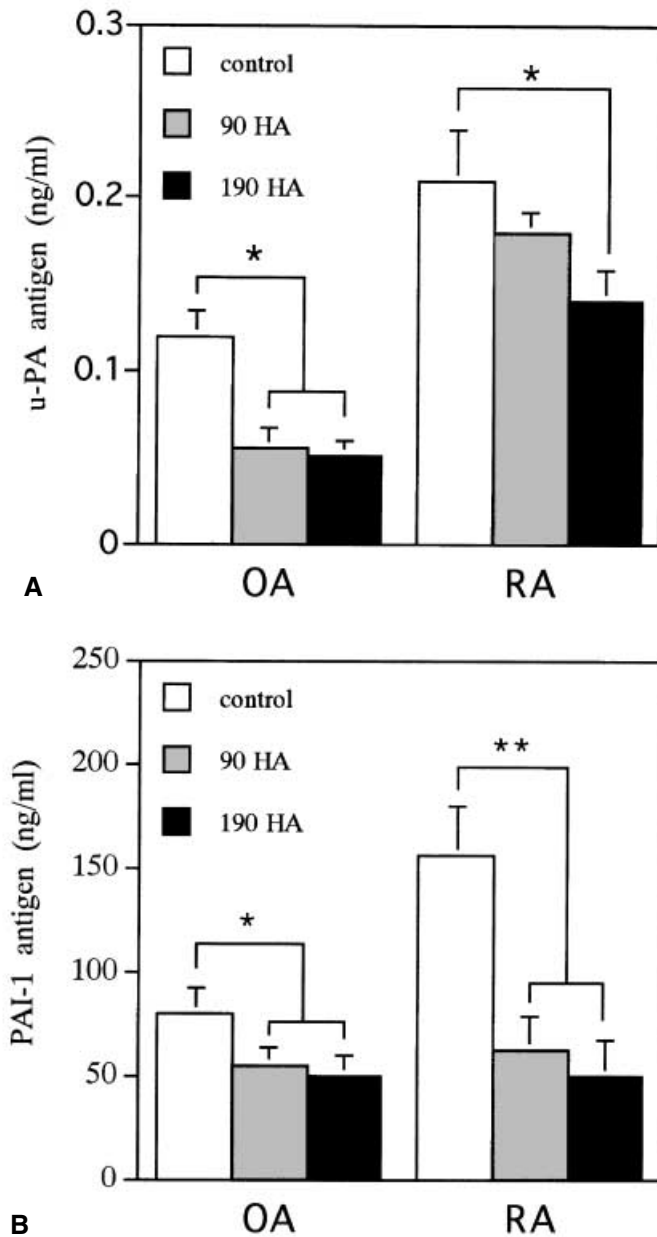 0.3
control
90 HA
190 HA
*
*
0.2
0.1
0
u-PA antigen (ng/ml)
OA
RA
A
250
control
90 HA
190 HA
**
*
200
150
100
50
0
PAI-1 antigen (ng/ml)
OA
RA
B